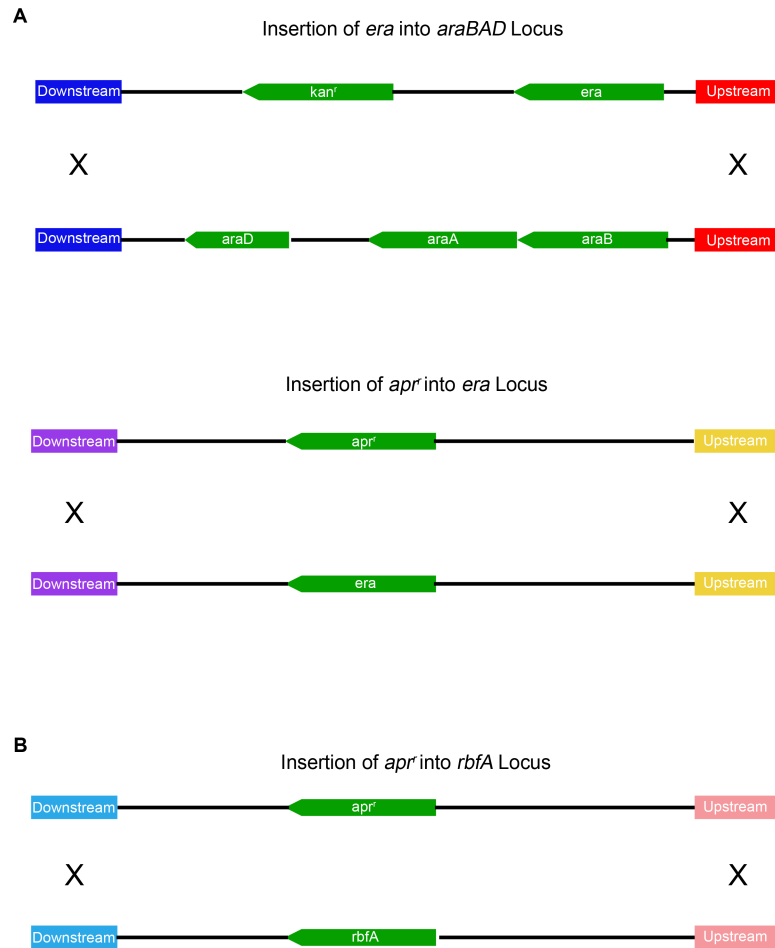 A
Insertion of era into araBAD Locus
Downstream kanʳ era Upstream
X X
Downstream araD araA araB Upstream
Insertion of aprʳ into era Locus
Downstream aprʳ Upstream
X X
Downstream era Upstream
B
Insertion of aprʳ into rbfA Locus
Downstream aprʳ Upstream
X X
Downstream rbfA Upstream